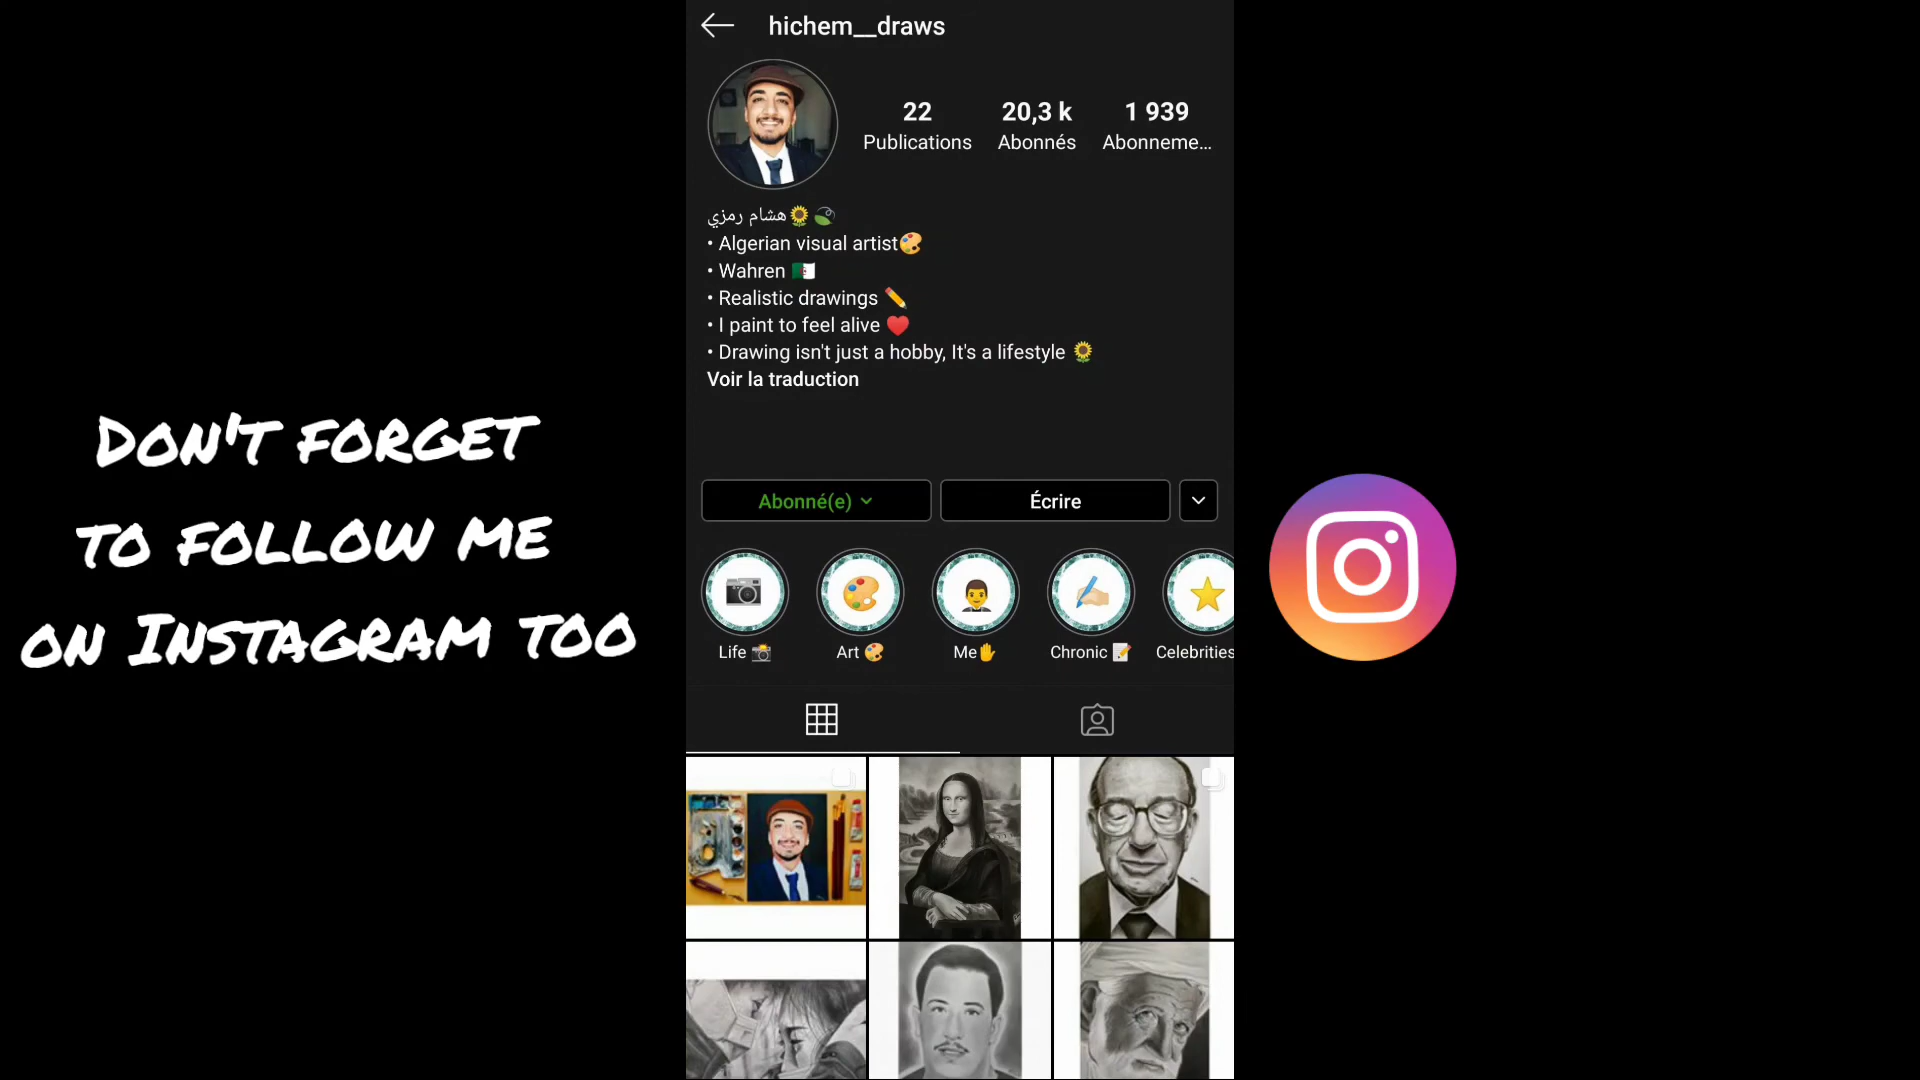 Don't forget
to follow me
on Instagram too
hichem__draws
22
Publications
20,3 k
Abonnés
1 939
Abonneme...
هشام رمزي🌻🍃
• Algerian visual artist🎨
• Wahren 🇩🇿
• Realistic drawings ✏️
• I paint to feel alive ❤️
• Drawing isn't just a hobby, It's a lifestyle 🌻
Voir la traduction
Abonné(e)
Écrire
Life 📸
Art 🎨
Me✋
Chronic 📝
Celebrities